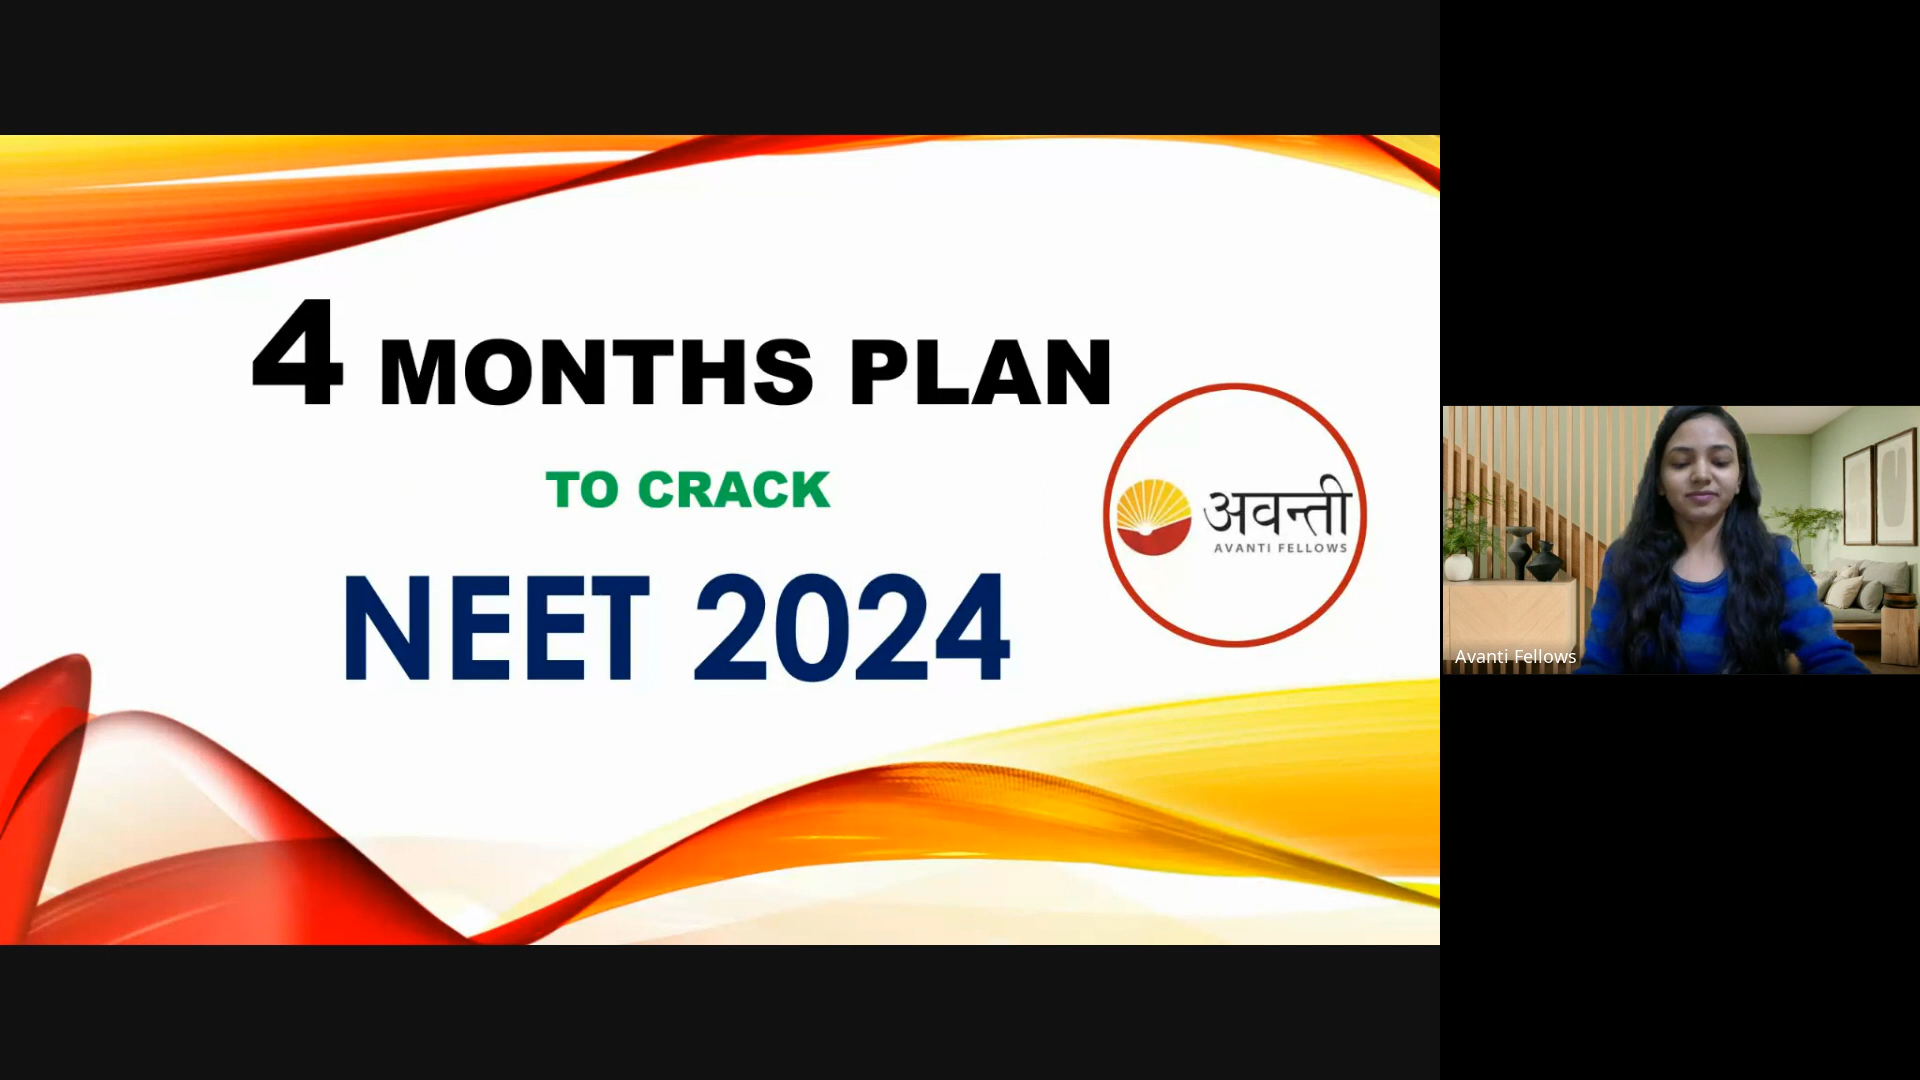 4 MONTHS PLAN
TO CRACK
NEET 2024
अवन्ती
AVANTI FELLOWS
Avanti Fellows